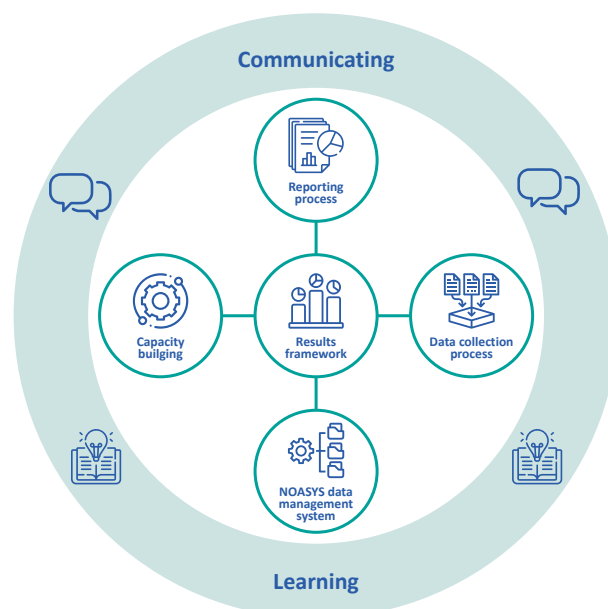 Communicating
Reporting
process
Capacity
builging
Results
framework
Data collection
process
NOASYS data
management
system
Learning